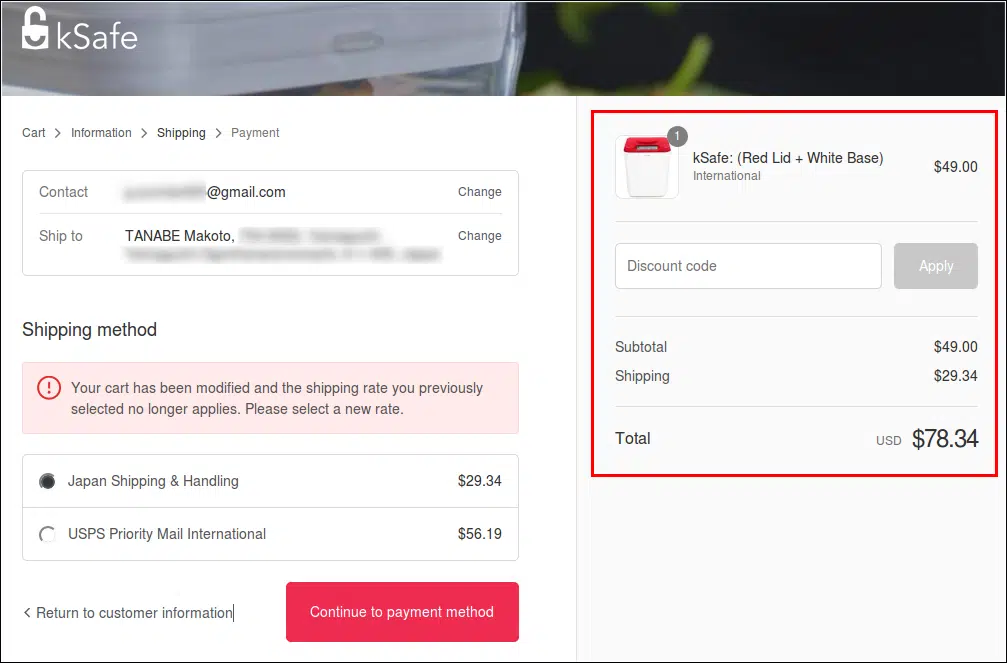 kSafe
Cart > Information > Shipping > Payment
Contact @gmail.com Change
Ship to TANABE Makoto, Change
Shipping method
Your cart has been modified and the shipping rate you previously
selected no longer applies. Please select a new rate.
Japan Shipping & Handling $29.34
USPS Priority Mail International $56.19
< Return to customer information
Continue to payment method
1
kSafe: (Red Lid + White Base) $49.00
International
Discount code Apply
Subtotal $49.00
Shipping $29.34
Total USD $78.34